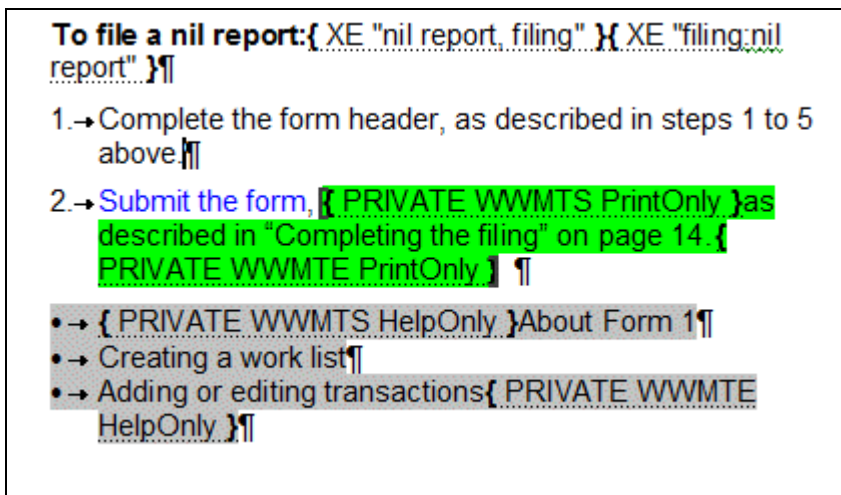 To file a nil report:{ XE "nil report, filing" }{ XE "filing:nil
report" }¶
1.→Complete the form header, as described in steps 1 to 5
above.¶
2.→Submit the form, { PRIVATE WWMTS PrintOnly }as
described in “Completing the filing” on page 14.{
PRIVATE WWMTE PrintOnly } ¶
•→{ PRIVATE WWMTS HelpOnly }About Form 1¶
•→Creating a work list¶
•→Adding or editing transactions{ PRIVATE WWMTE
HelpOnly }¶